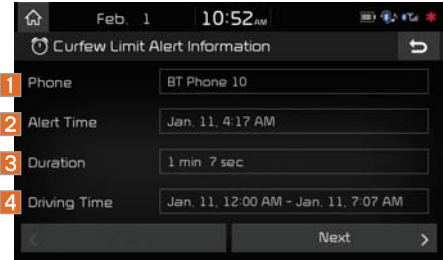 Feb. 1 10:52 AM
Curfew Limit Alert Information
1 Phone BT Phone 10
2 Alert Time Jan. 11, 4:17 AM
3 Duration 1 min 7 sec
4 Driving Time Jan. 11, 12:00 AM - Jan. 11, 7:07 AM
Next